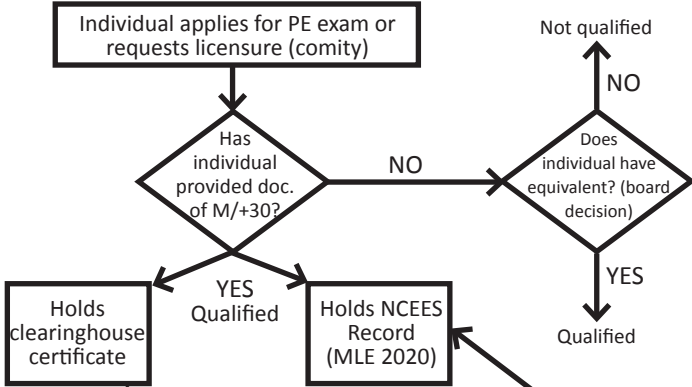 Individual applies for PE exam or
requests licensure (comity)
Not qualified
NO
Has
individual
provided doc.
of M/+30?
NO
Does
individual have
equivalent? (board
decision)
YES
Qualified
YES
Qualified
Holds
clearinghouse
certificate
Holds NCEES
Record
(MLE 2020)